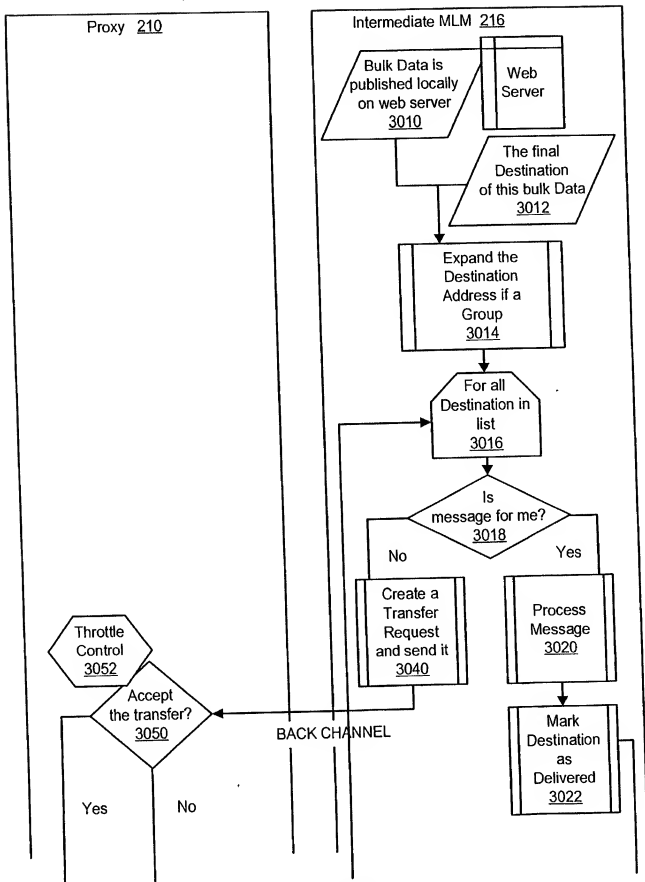 Proxy 210
Intermediate MLM 216
Bulk Data is
published locally
on web server
3010
Web
Server
The final
Destination
of this bulk Data
3012
Expand the
Destination
Address if a
Group
3014
For all
Destination in
list
3016
Is
message for me?
3018
No
Yes
Create a
Transfer
Request
and send it
3040
Process
Message
3020
Throttle
Control
3052
Accept
the transfer?
3050
BACK CHANNEL
Mark
Destination
as
Delivered
3022
Yes
No